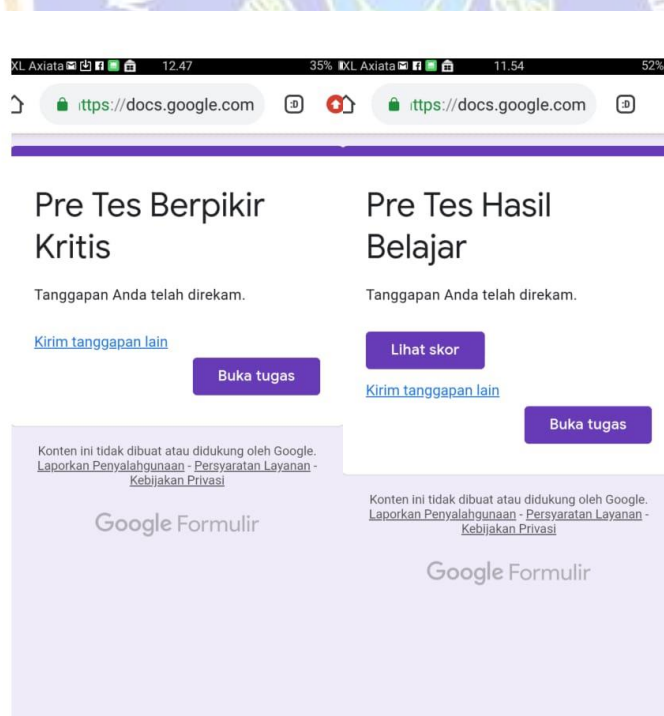 XL Axiata 12.47 35%
ttps://docs.google.com :D
Pre Tes Berpikir
Kritis
Tanggapan Anda telah direkam.
Kirim tanggapan lain
Buka tugas
Konten ini tidak dibuat atau didukung oleh Google.
Laporkan Penyalahgunaan - Persyaratan Layanan -
Kebijakan Privasi
Google Formulir
XL Axiata 11.54 52%
ttps://docs.google.com :D
Pre Tes Hasil
Belajar
Tanggapan Anda telah direkam.
Lihat skor
Kirim tanggapan lain
Buka tugas
Konten ini tidak dibuat atau didukung oleh Google.
Laporkan Penyalahgunaan - Persyaratan Layanan -
Kebijakan Privasi
Google Formulir